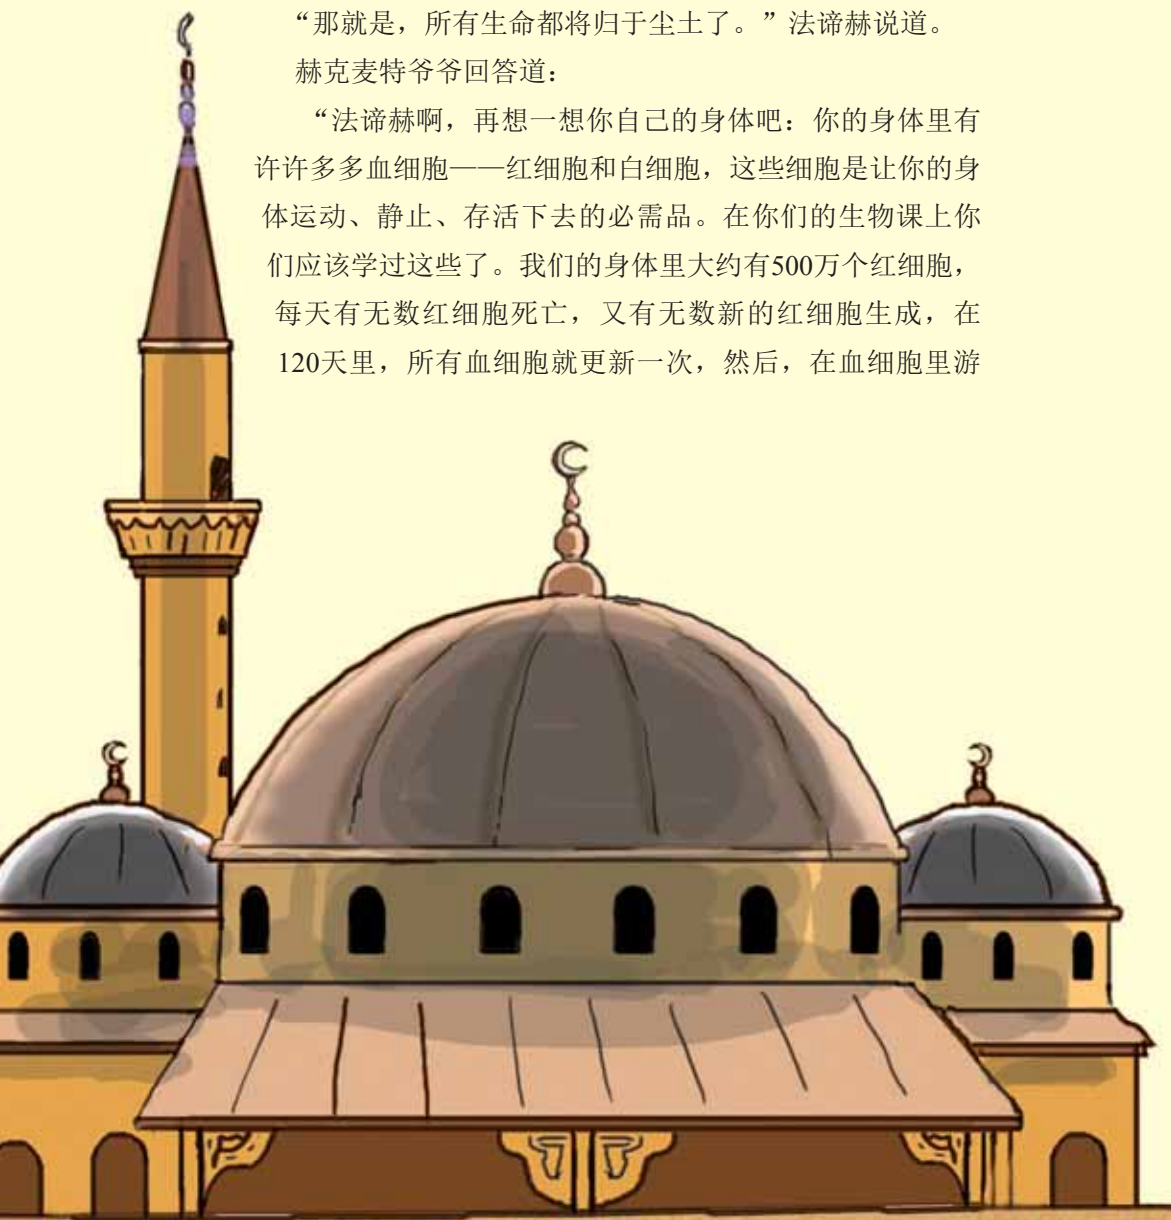 “那就是，所有生命都将归于尘土了。”法谛赫说道。
赫克麦特爷爷回答道：
“法谛赫啊，再想一想你自己的身体吧：你的身体里有
许许多多血细胞——红细胞和白细胞，这些细胞是让你的身
体运动、静止、存活下去的必需品。在你们的生物课上你
们应该学过这些了。我们的身体里大约有500万个红细胞，
每天有无数红细胞死亡，又有无数新的红细胞生成，在
120天里，所有血细胞就更新一次，然后，在血细胞里游